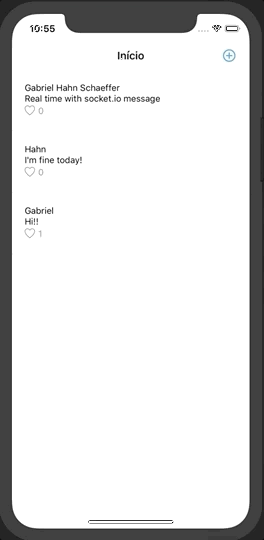 10:55
Início
Gabriel Hahn Schaeffer
Real time with socket.io message
0
Hahn
I'm fine today!
0
Gabriel
Hi!!
1